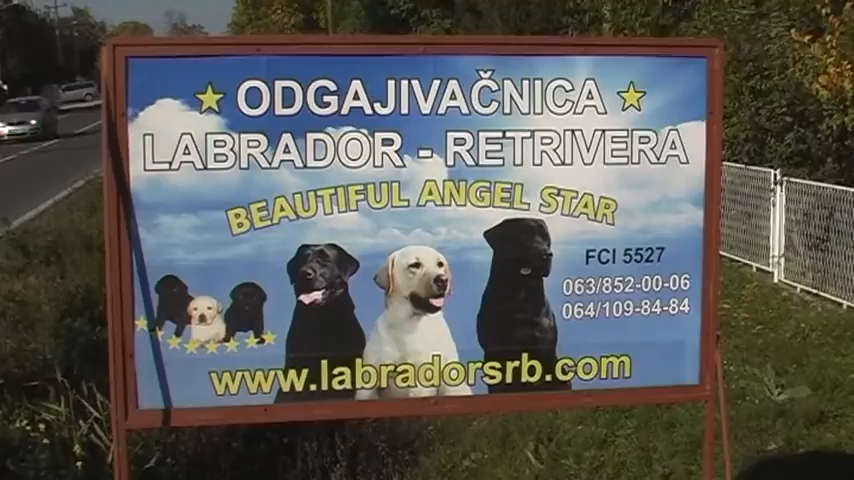 ODGAJIVAČNICA
LABRADOR - RETRIVERA
BEAUTIFUL ANGEL STAR
FCI 5527
063/852-00-06
064/109-84-84
www.labradorsrb.com